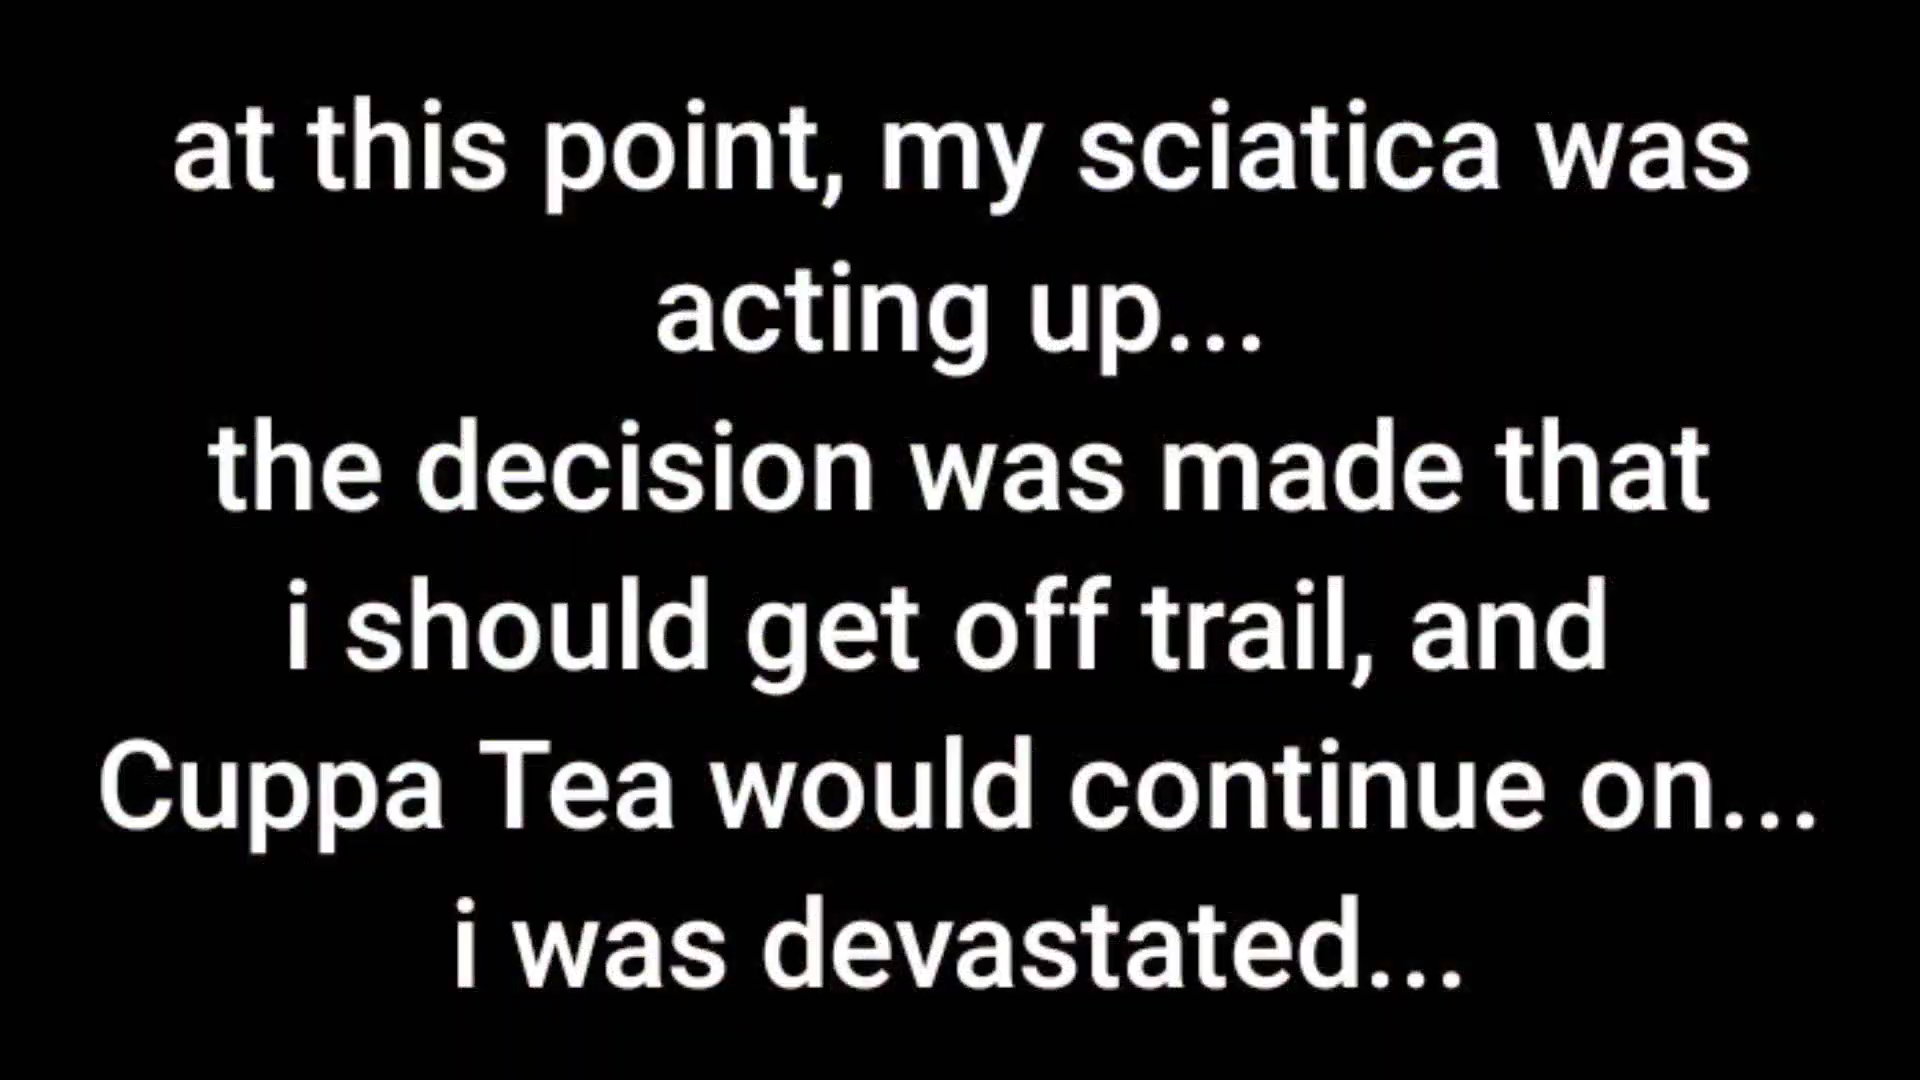 at this point, my sciatica was
acting up...
the decision was made that
i should get off trail, and
Cuppa Tea would continue on...
i was devastated...